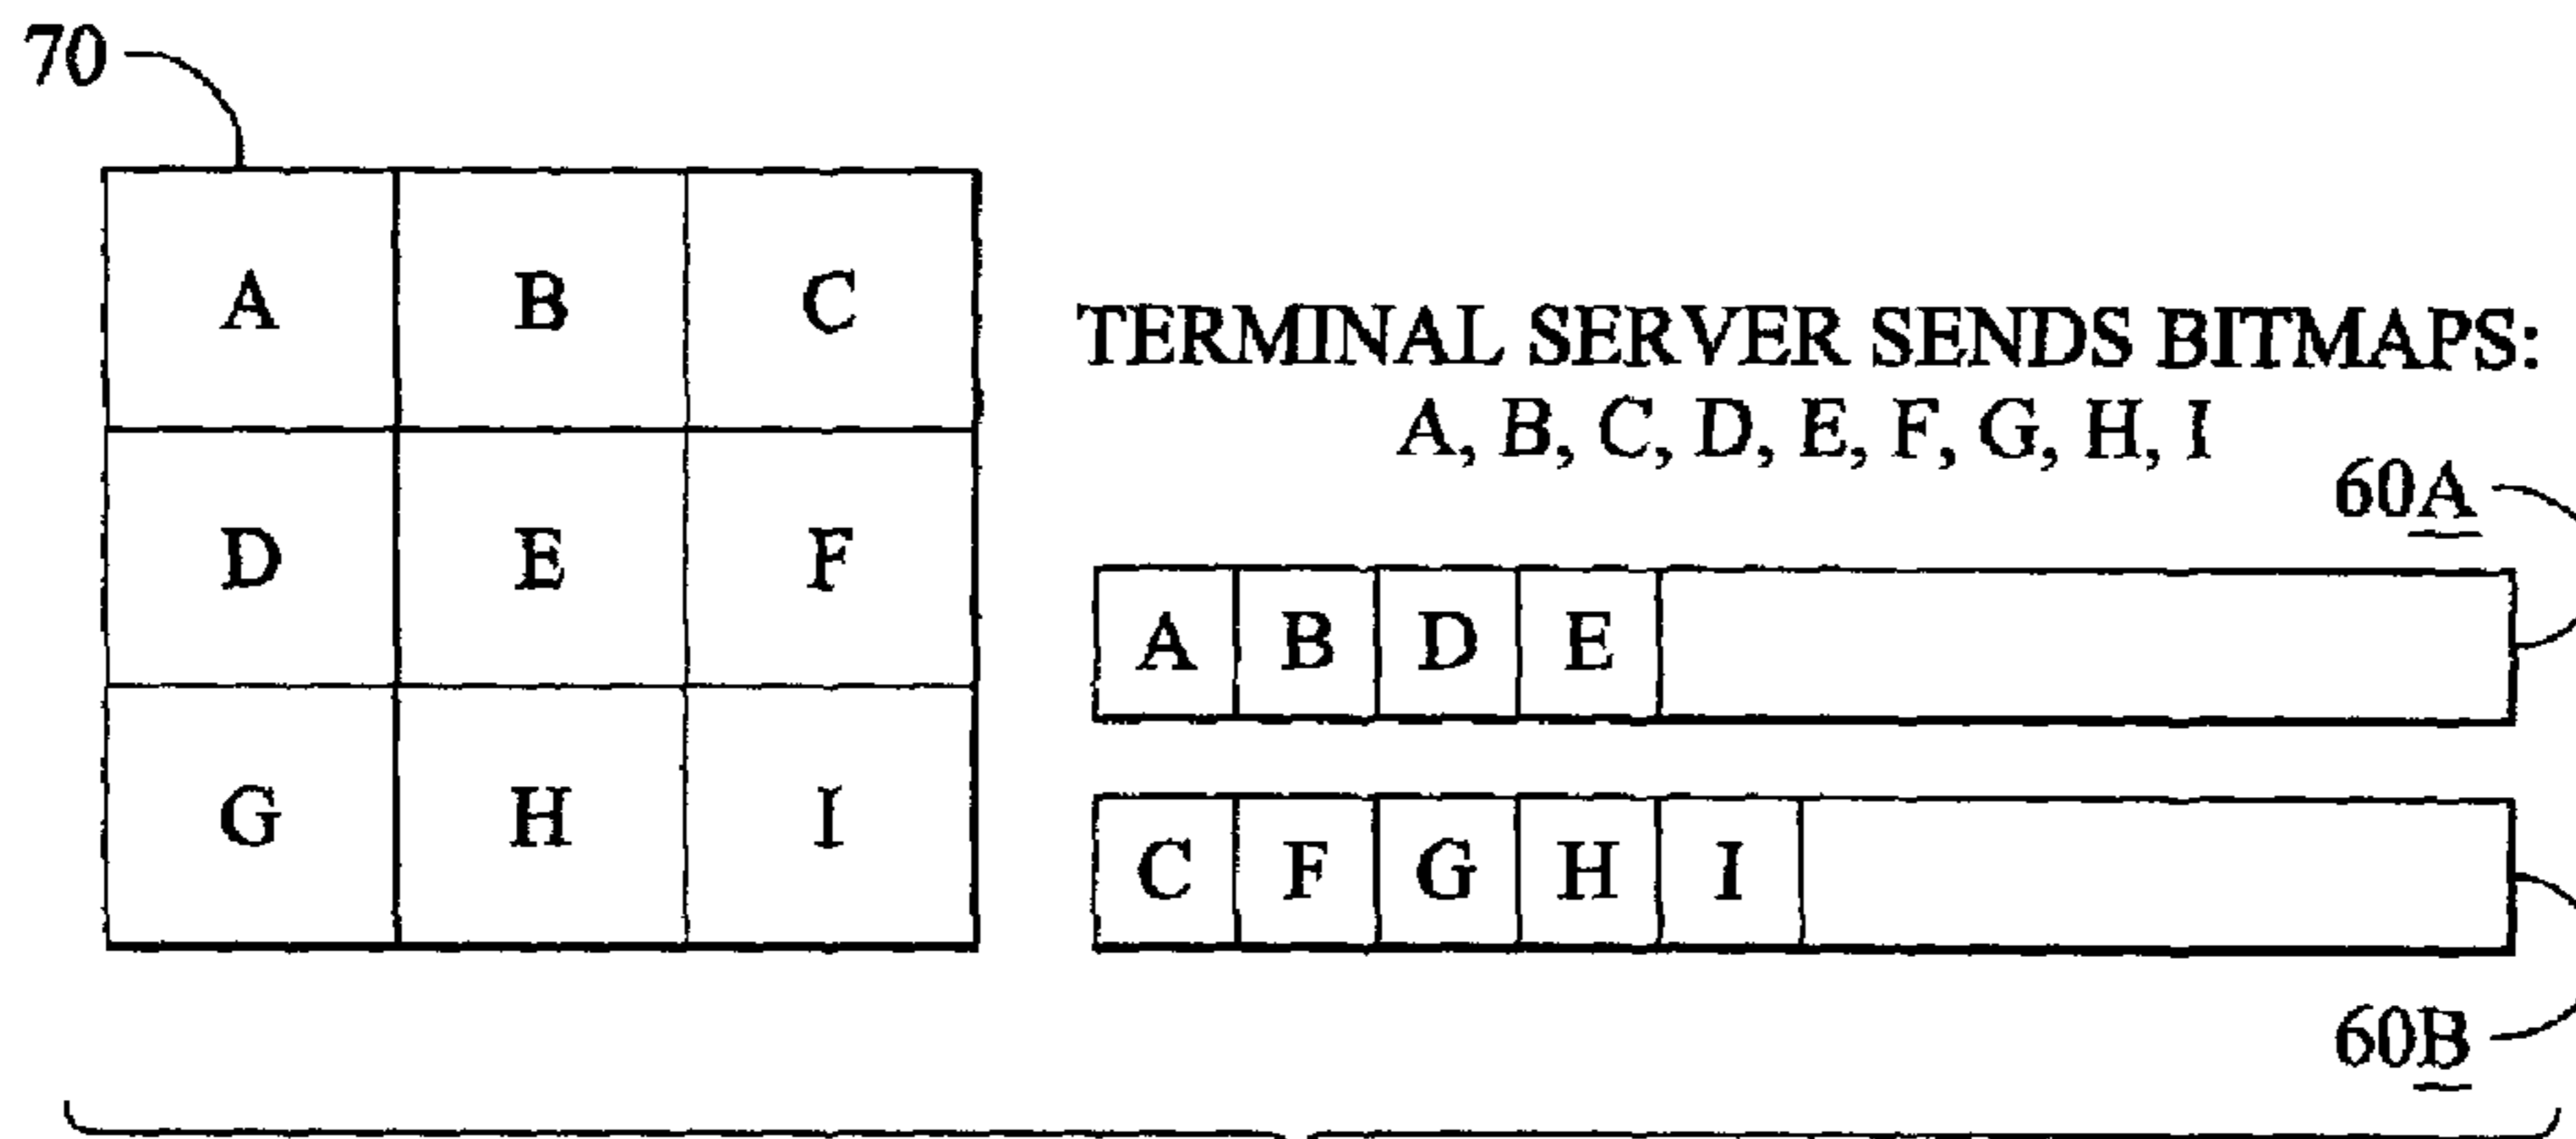 70
A B C
D E F
G H I
TERMINAL SERVER SENDS BITMAPS:
A, B, C, D, E, F, G, H, I
60A
A B D E
C F G H I
60B